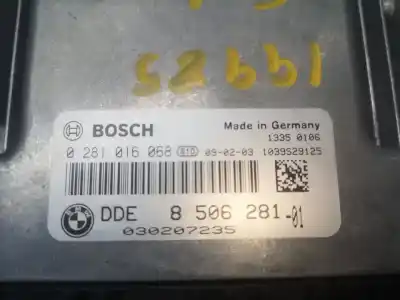 BOSCH
Made in Germany
1335 0106
0 281 016 068 09-02-03 1039S29125
DDE 8 506 281-01
030207235